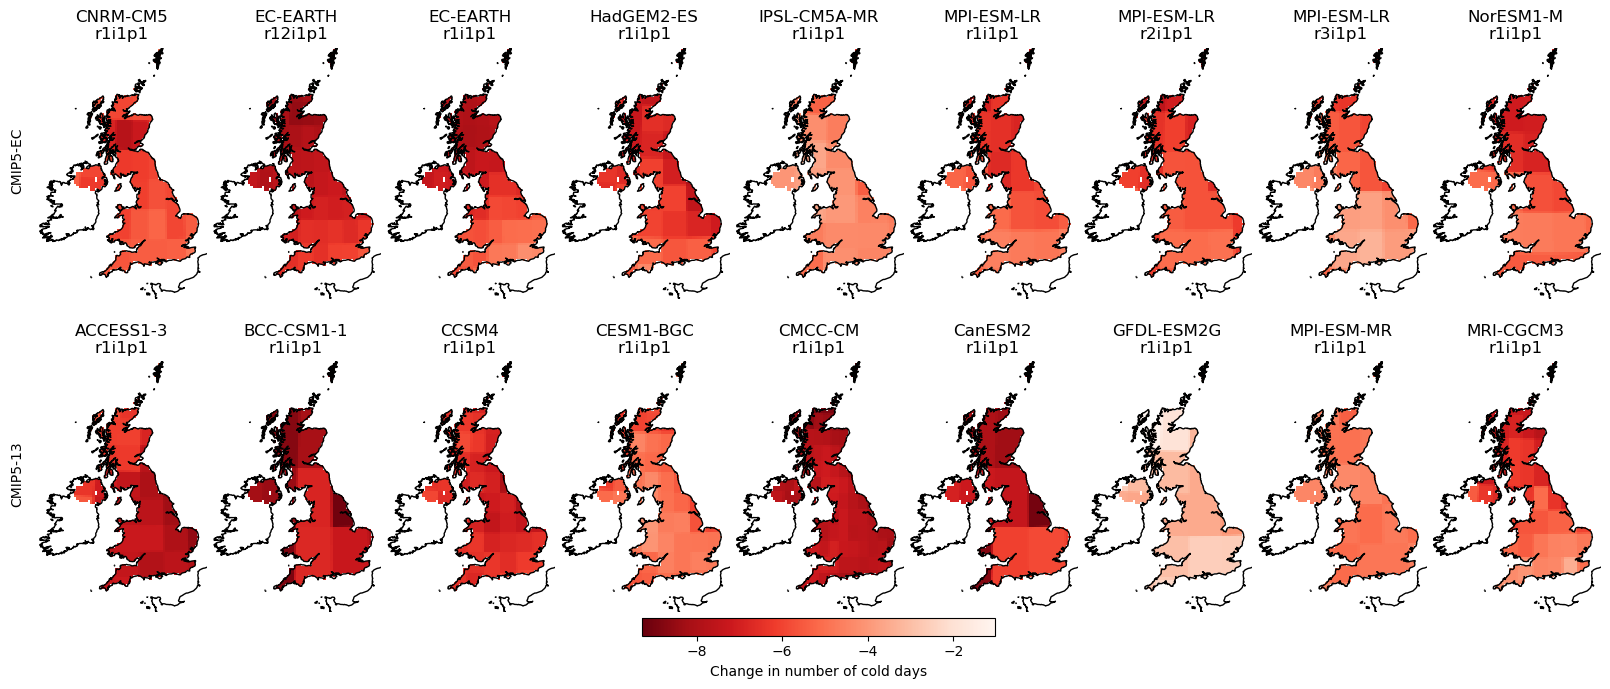 CNRM-CM5 EC-EARTH EC-EARTH HadGEM2-ES IPSL-CM5A-MR MPI-ESM-LR MPI-ESM-LR MPI-ESM-LR NorESM1-M
r1i1p1 r12i1p1 r1i1p1 r1i1p1 r1i1p1 r1i1p1 r2i1p1 r3i1p1 r1i1p1
CMIP5-EC
ACCESS1-3 BCC-CSM1-1 CCSM4 CESM1-BGC CMCC-CM CanESM2 GFDL-ESM2G MPI-ESM-MR MRI-CGCM3
r1i1p1 r1i1p1 r1i1p1 r1i1p1 r1i1p1 r1i1p1 r1i1p1 r1i1p1 r1i1p1
CMIP5-13
−8 −6 −4 −2
Change in number of cold days